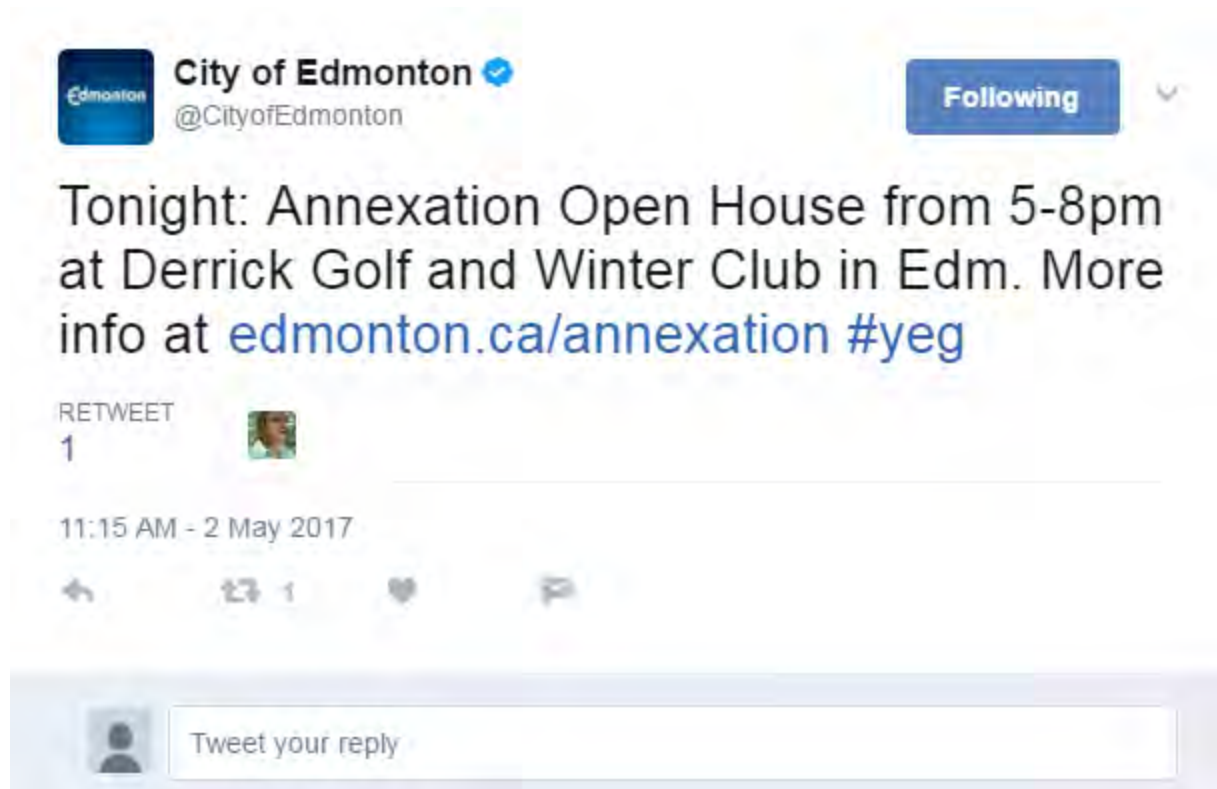 Edmonton
City of Edmonton
@CityofEdmonton
Following
Tonight: Annexation Open House from 5-8pm
at Derrick Golf and Winter Club in Edm. More
info at edmonton.ca/annexation #yeg
RETWEET
1
11:15 AM - 2 May 2017
1
Tweet your reply